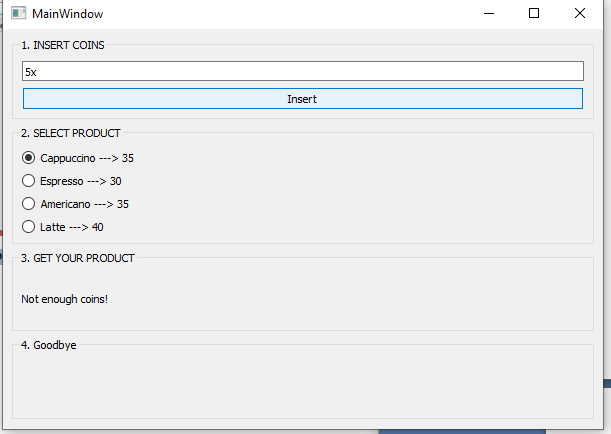 MainWindow
1. INSERT COINS
5x
Insert
2. SELECT PRODUCT
Cappuccino ---> 35
Espresso ---> 30
Americano ---> 35
Latte ---> 40
3. GET YOUR PRODUCT
Not enough coins!
4. Goodbye